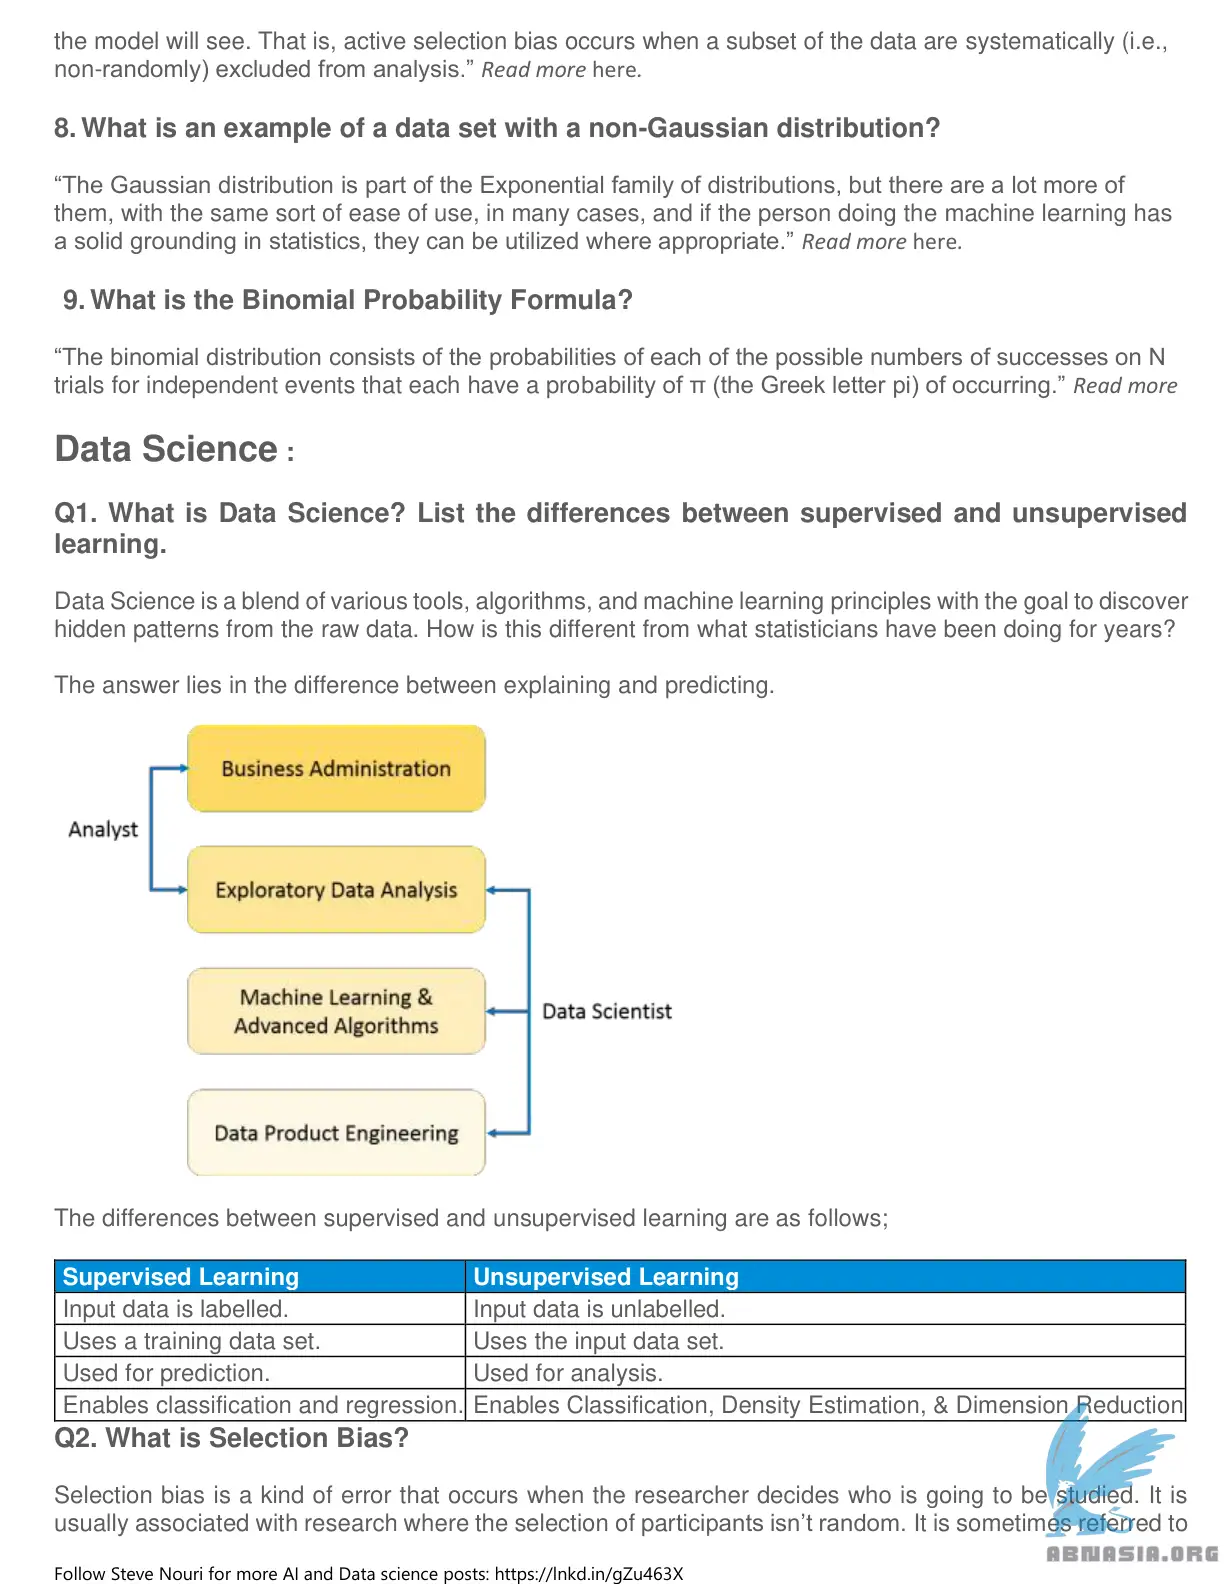 the model will see. That is, active selection bias occurs when a subset of the data are systematically (i.e.,
non-randomly) excluded from analysis.” Read more here.
8. What is an example of a data set with a non-Gaussian distribution?
“The Gaussian distribution is part of the Exponential family of distributions, but there are a lot more of
them, with the same sort of ease of use, in many cases, and if the person doing the machine learning has
a solid grounding in statistics, they can be utilized where appropriate.” Read more here.
9. What is the Binomial Probability Formula?
“The binomial distribution consists of the probabilities of each of the possible numbers of successes on N
trials for independent events that each have a probability of π (the Greek letter pi) of occurring.” Read more
Data Science :
Q1. What is Data Science? List the differences between supervised and unsupervised
learning.
Data Science is a blend of various tools, algorithms, and machine learning principles with the goal to discover
hidden patterns from the raw data. How is this different from what statisticians have been doing for years?
The answer lies in the difference between explaining and predicting.
Business Administration
Analyst
Exploratory Data Analysis
Machine Learning &
Advanced Algorithms
Data Scientist
Data Product Engineering
The differences between supervised and unsupervised learning are as follows;
Supervised Learning Unsupervised Learning
Input data is labelled. Input data is unlabelled.
Uses a training data set. Uses the input data set.
Used for prediction. Used for analysis.
Enables classification and regression. Enables Classification, Density Estimation, & Dimension Reduction
Q2. What is Selection Bias?
Selection bias is a kind of error that occurs when the researcher decides who is going to be studied. It is
usually associated with research where the selection of participants isn’t random. It is sometimes referred to
ABNASIA.ORG
Follow Steve Nouri for more AI and Data science posts: https://lnkd.in/gZu463X